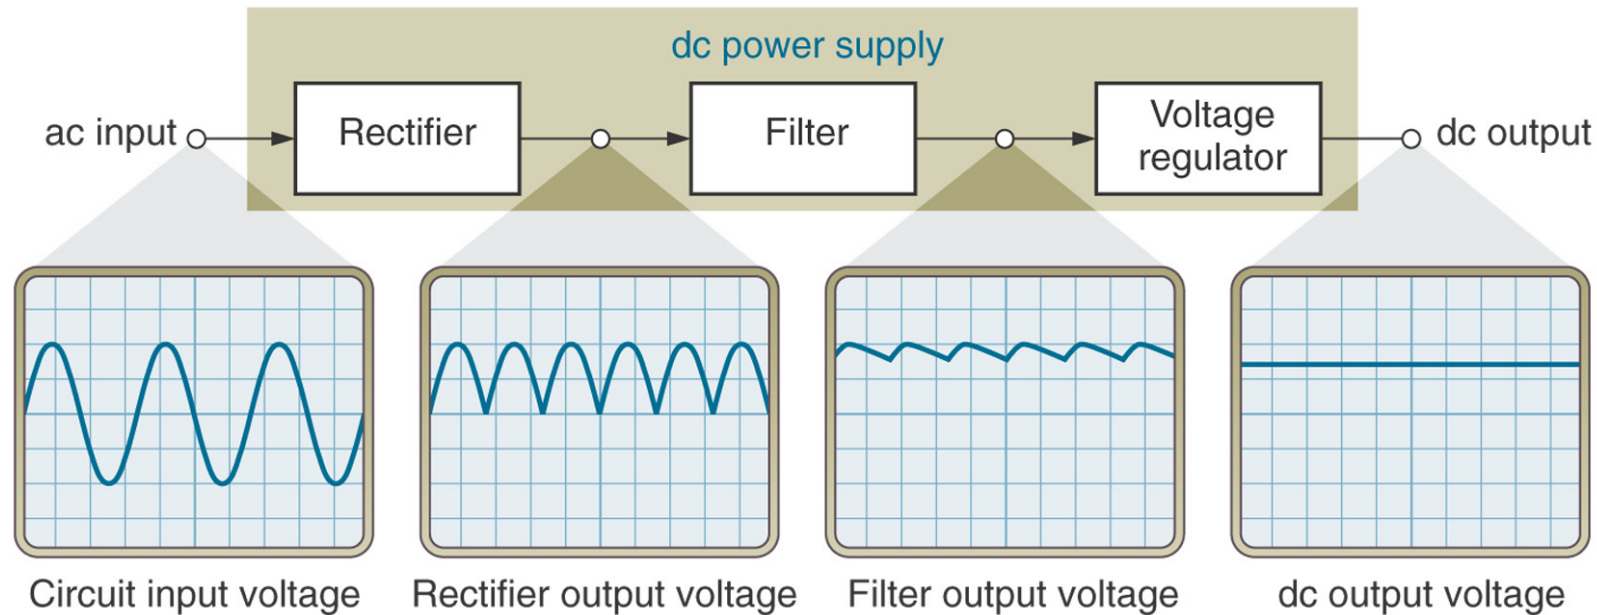 dc power supply
ac input
Rectifier
Filter
Voltage
regulator
dc output
Circuit input voltage
Rectifier output voltage
Filter output voltage
dc output voltage